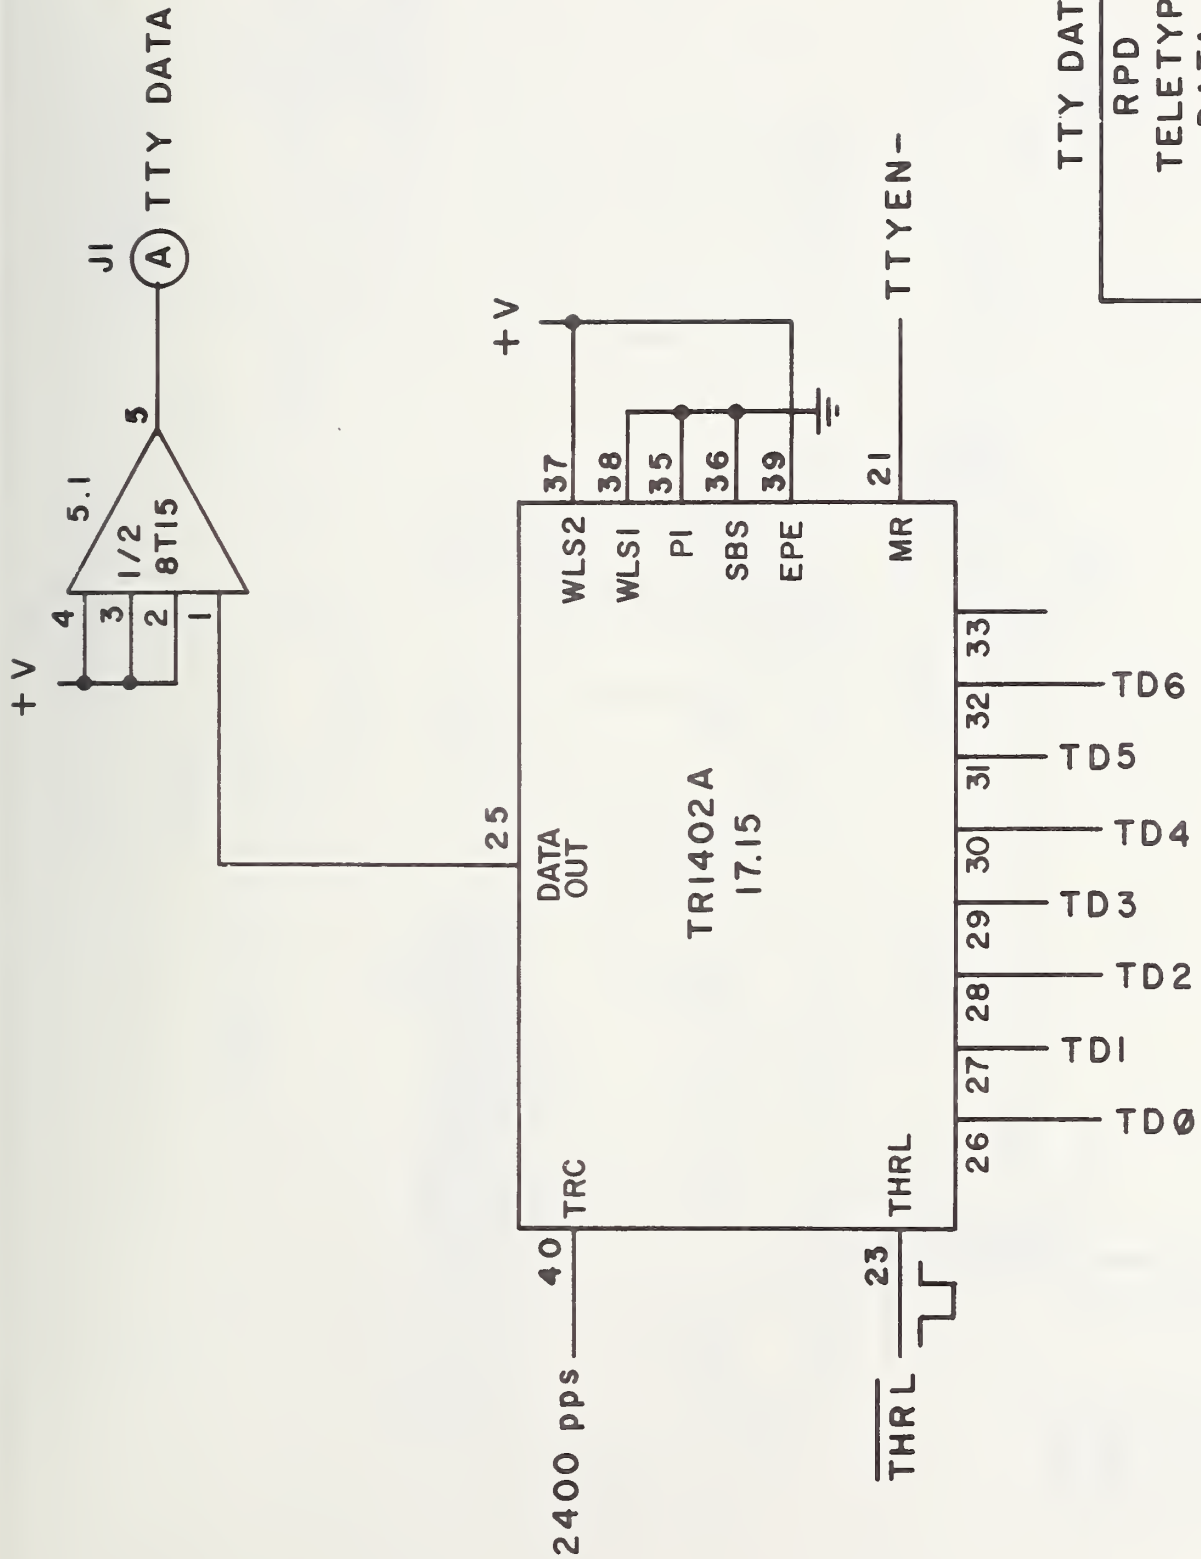 +V
4
3
2
1
5.1
1/2
8T15
5
J1
A
TTY DATA
25
DATA
OUT
+V
2400 pps
40
TRC
WLS2
37
WLS1
38
TR1402A
17.15
PI
35
SBS
36
EPE
39
THRL
23
THRL
MR
21
TTYEN-
26
27
28
29
30
31
32
33
TDØ
TD1
TD2
TD3
TD4
TD5
TD6
TTY DAT
RPD
TELETYP